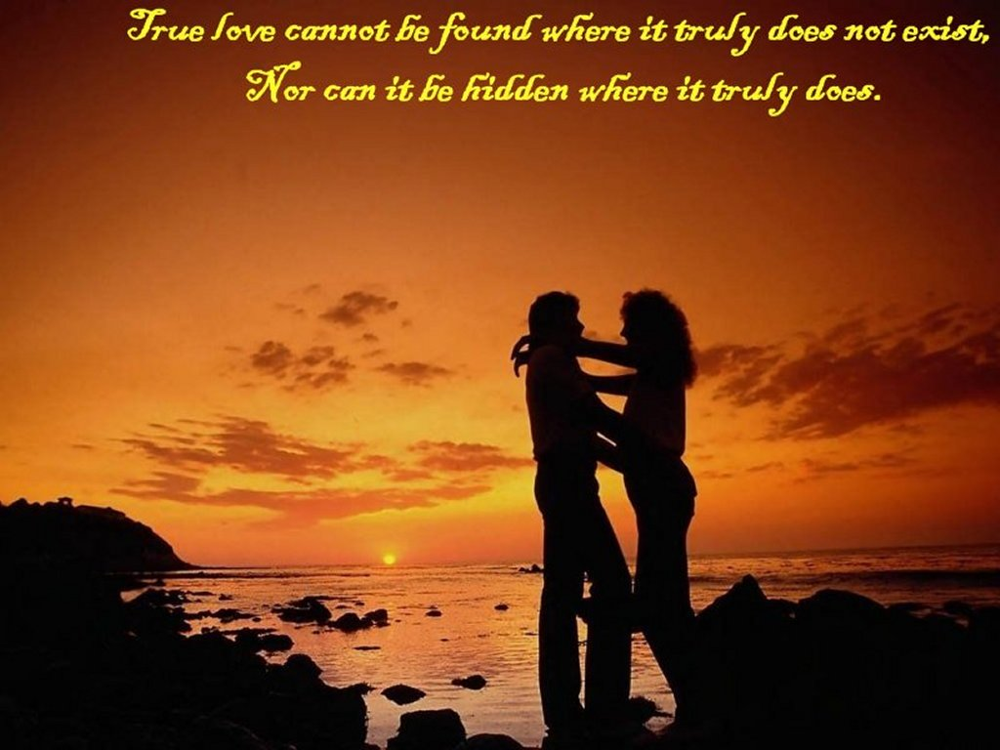 True love cannot be found where it truly does not exist,
Nor can it be hidden where it truly does.